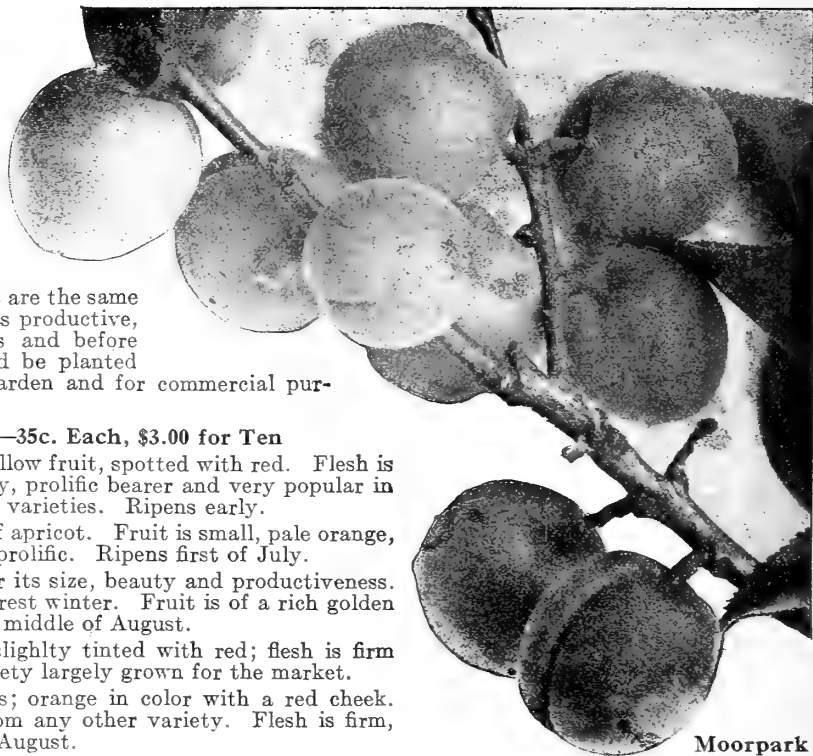 are the same
s productive,
s and before
d be planted
arden and for commercial pur-
—35c. Each, $3.00 for Ten
llow fruit, spotted with red. Flesh is
y, prolific bearer and very popular in
varieties. Ripens early.
f apricot. Fruit is small, pale orange,
prolific. Ripens first of July.
r its size, beauty and productiveness.
rest winter. Fruit is of a rich golden
middle of August.
slighlty tinted with red; flesh is firm
ety largely grown for the market.
s; orange in color with a red cheek.
om any other variety. Flesh is firm,
August.
Moorpark